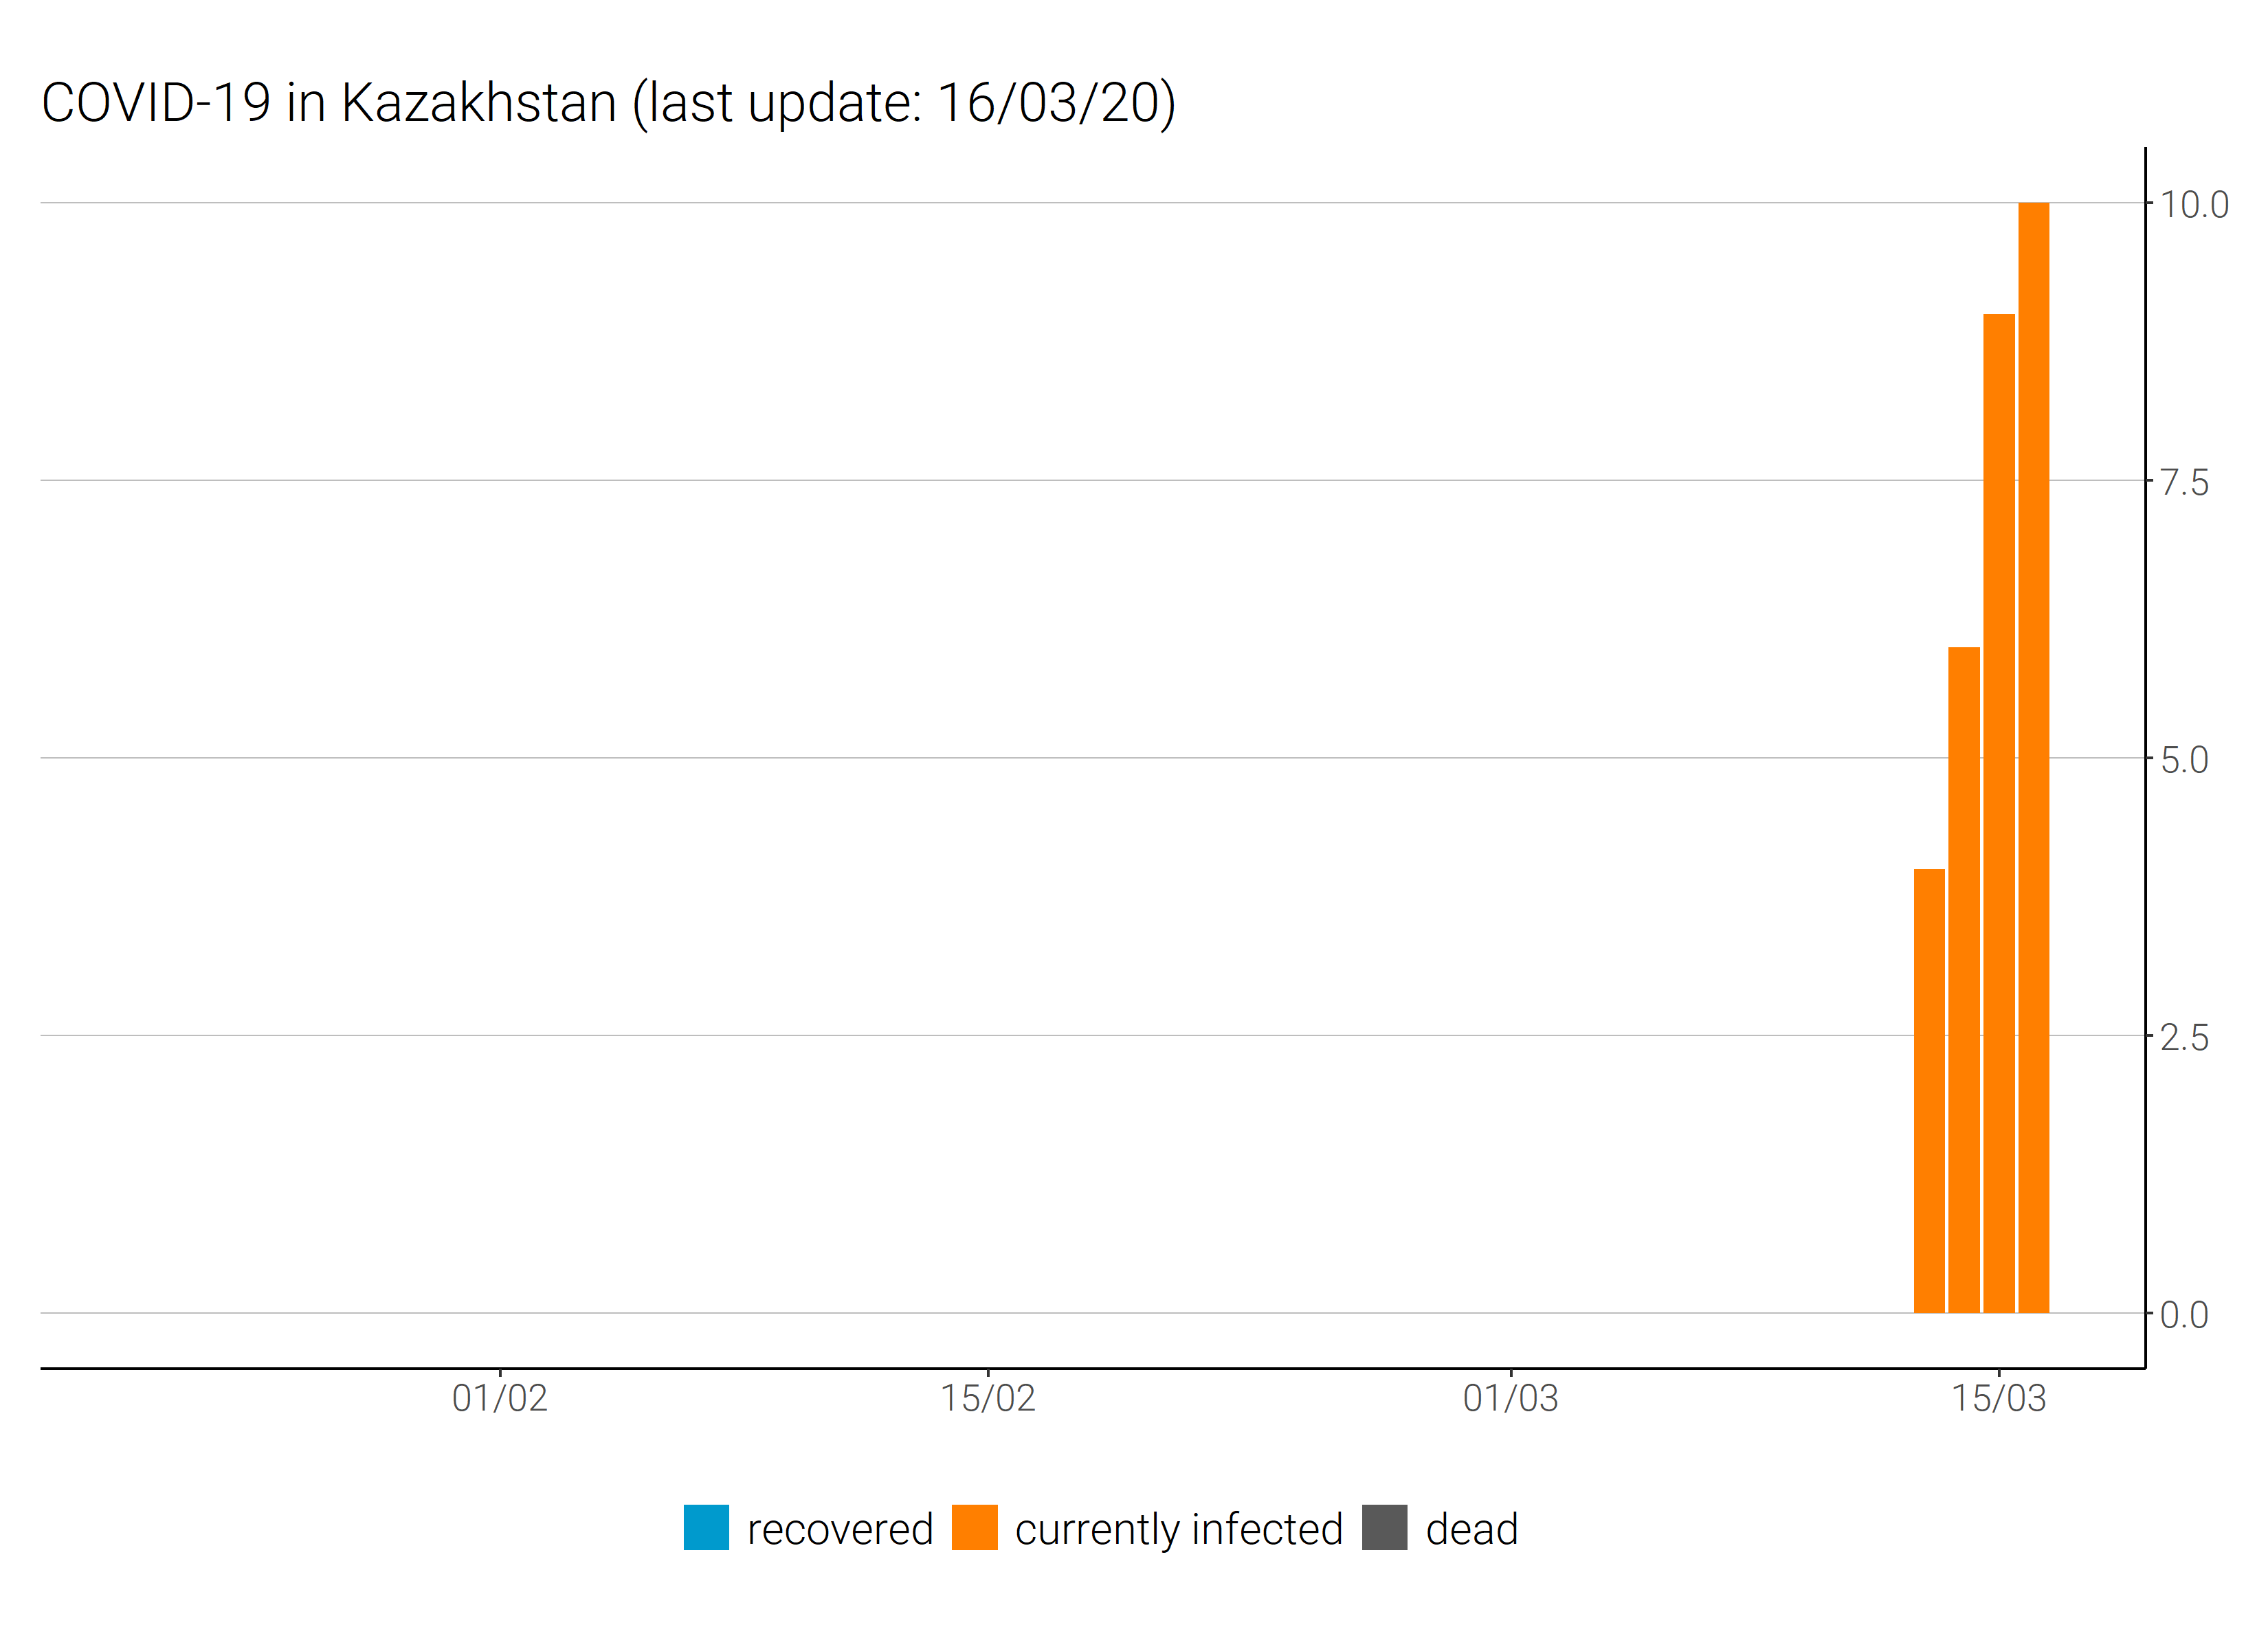 COVID-19 in Kazakhstan (last update: 16/03/20)
10.0
7.5
5.0
2.5
0.0
01/02 15/02 01/03 15/03
recovered currently infected dead